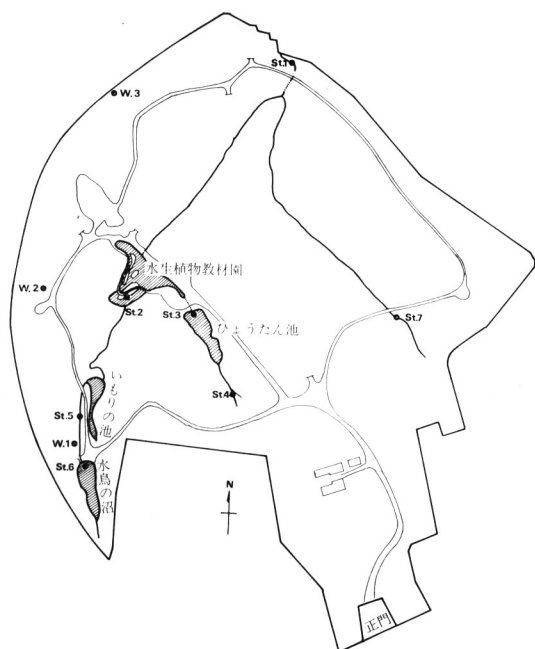 St.1
W.3
水生植物教材園
W.2
St.2
St.3
ひょうたん池
St.7
いもりの池
St.4
St.5
W.1
St.6
水鳥の沼
N
正門